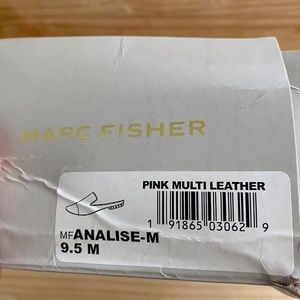 MARC FISHER
PINK MULTI LEATHER
1 91865 03062 9
MFANALISE-M
9.5 M